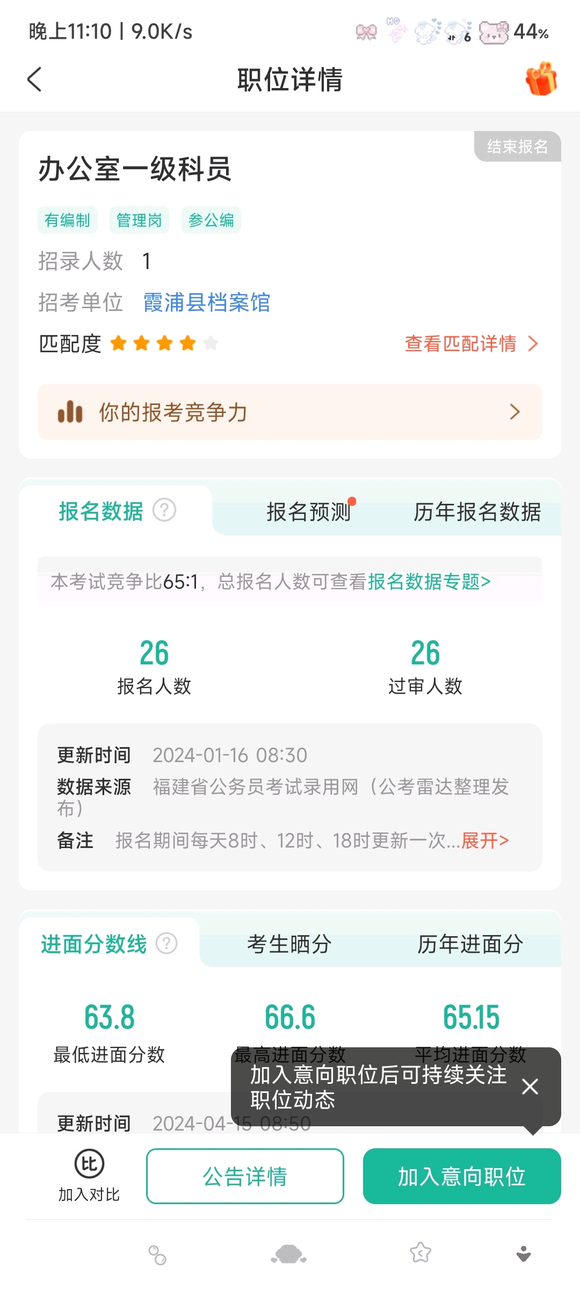 晚上11:10 | 9.0K/s
HD
6
44%
职位详情
结束报名
办公室一级科员
有编制 管理岗 参公编
招录人数 1
招考单位 霞浦县档案馆
匹配度
查看匹配详情
你的报考竞争力
报名数据 ? 报名预测 历年报名数据
本考试竞争比65:1，总报名人数可查看报名数据专题>
26 26
报名人数 过审人数
更新时间 2024-01-16 08:30
数据来源 福建省公务员考试录用网（公考雷达整理发
布）
备注 报名期间每天8时、12时、18时更新一次...展开>
进面分数线 ? 考生晒分 历年进面分
63.8 66.6 65.15
最低进面分数 最高进面分数 平均进面分数
加入意向职位后可持续关注
职位动态
更新时间 2024-04-15 08:50
比
加入对比
公告详情
加入意向职位